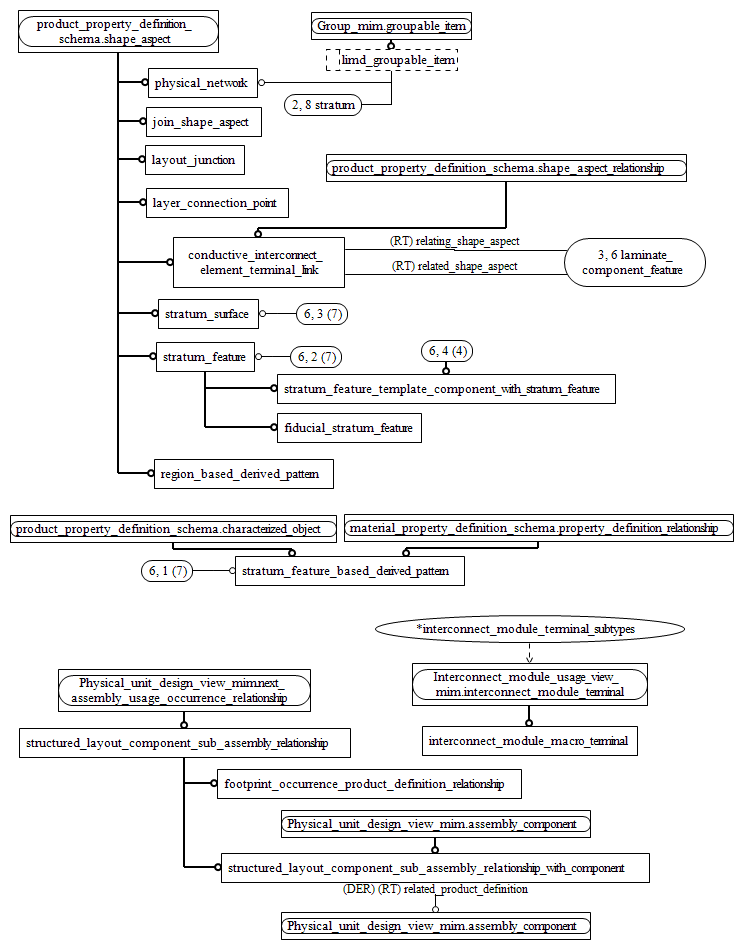 product_property_definition_
schema.shape_aspect
Group_mim.groupable_item
limd_groupable_item
physical_network
2, 8 stratum
join_shape_aspect
layout_junction
product_property_definition_schema.shape_aspect_relationship
layer_connection_point
(RT) relating_shape_aspect
conductive_interconnect_
element_terminal_link
3, 6 laminate_
component_feature
(RT) related_shape_aspect
stratum_surface
6, 3 (7)
stratum_feature
6, 2 (7)
6, 4 (4)
stratum_feature_template_component_with_stratum_feature
fiducial_stratum_feature
region_based_derived_pattern
product_property_definition_schema.characterized_object
material_property_definition_schema.property_definition_relationship
6, 1 (7)
stratum_feature_based_derived_pattern
*interconnect_module_terminal_subtypes
Physical_unit_design_view_mim.next_
assembly_usage_occurrence_relationship
Interconnect_module_usage_view_
mim.interconnect_module_terminal
structured_layout_component_sub_assembly_relationship
interconnect_module_macro_terminal
footprint_occurrence_product_definition_relationship
Physical_unit_design_view_mim.assembly_component
structured_layout_component_sub_assembly_relationship_with_component
(DER) (RT) related_product_definition
Physical_unit_design_view_mim.assembly_component